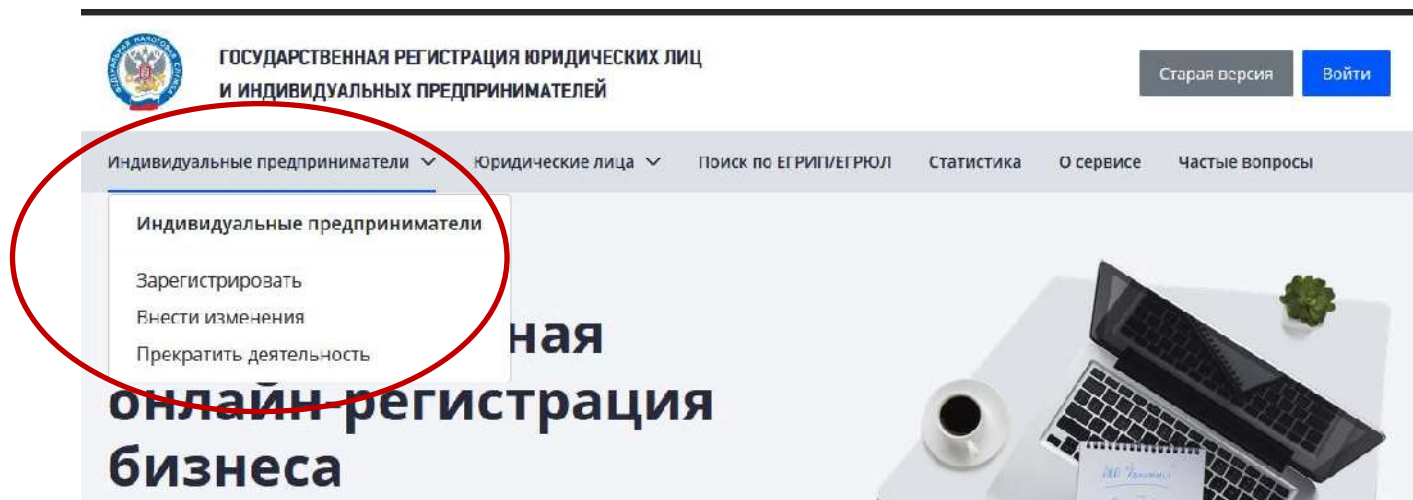 ГОСУДАРСТВЕННАЯ РЕГИСТРАЦИЯ ЮРИДИЧЕСКИХ ЛИЦ
И ИНДИВИДУАЛЬНЫХ ПРЕДПРИНИМАТЕЛЕЙ
Старая версия Войти
Индивидуальные предприниматели Юридические лица Поиск по ЕГРИП/ЕГРЮЛ Статистика О сервисе Частые вопросы
Индивидуальные предприниматели
Зарегистрировать
Внести изменения
Прекратить деятельность
ная
онлайн-регистрация
бизнеса